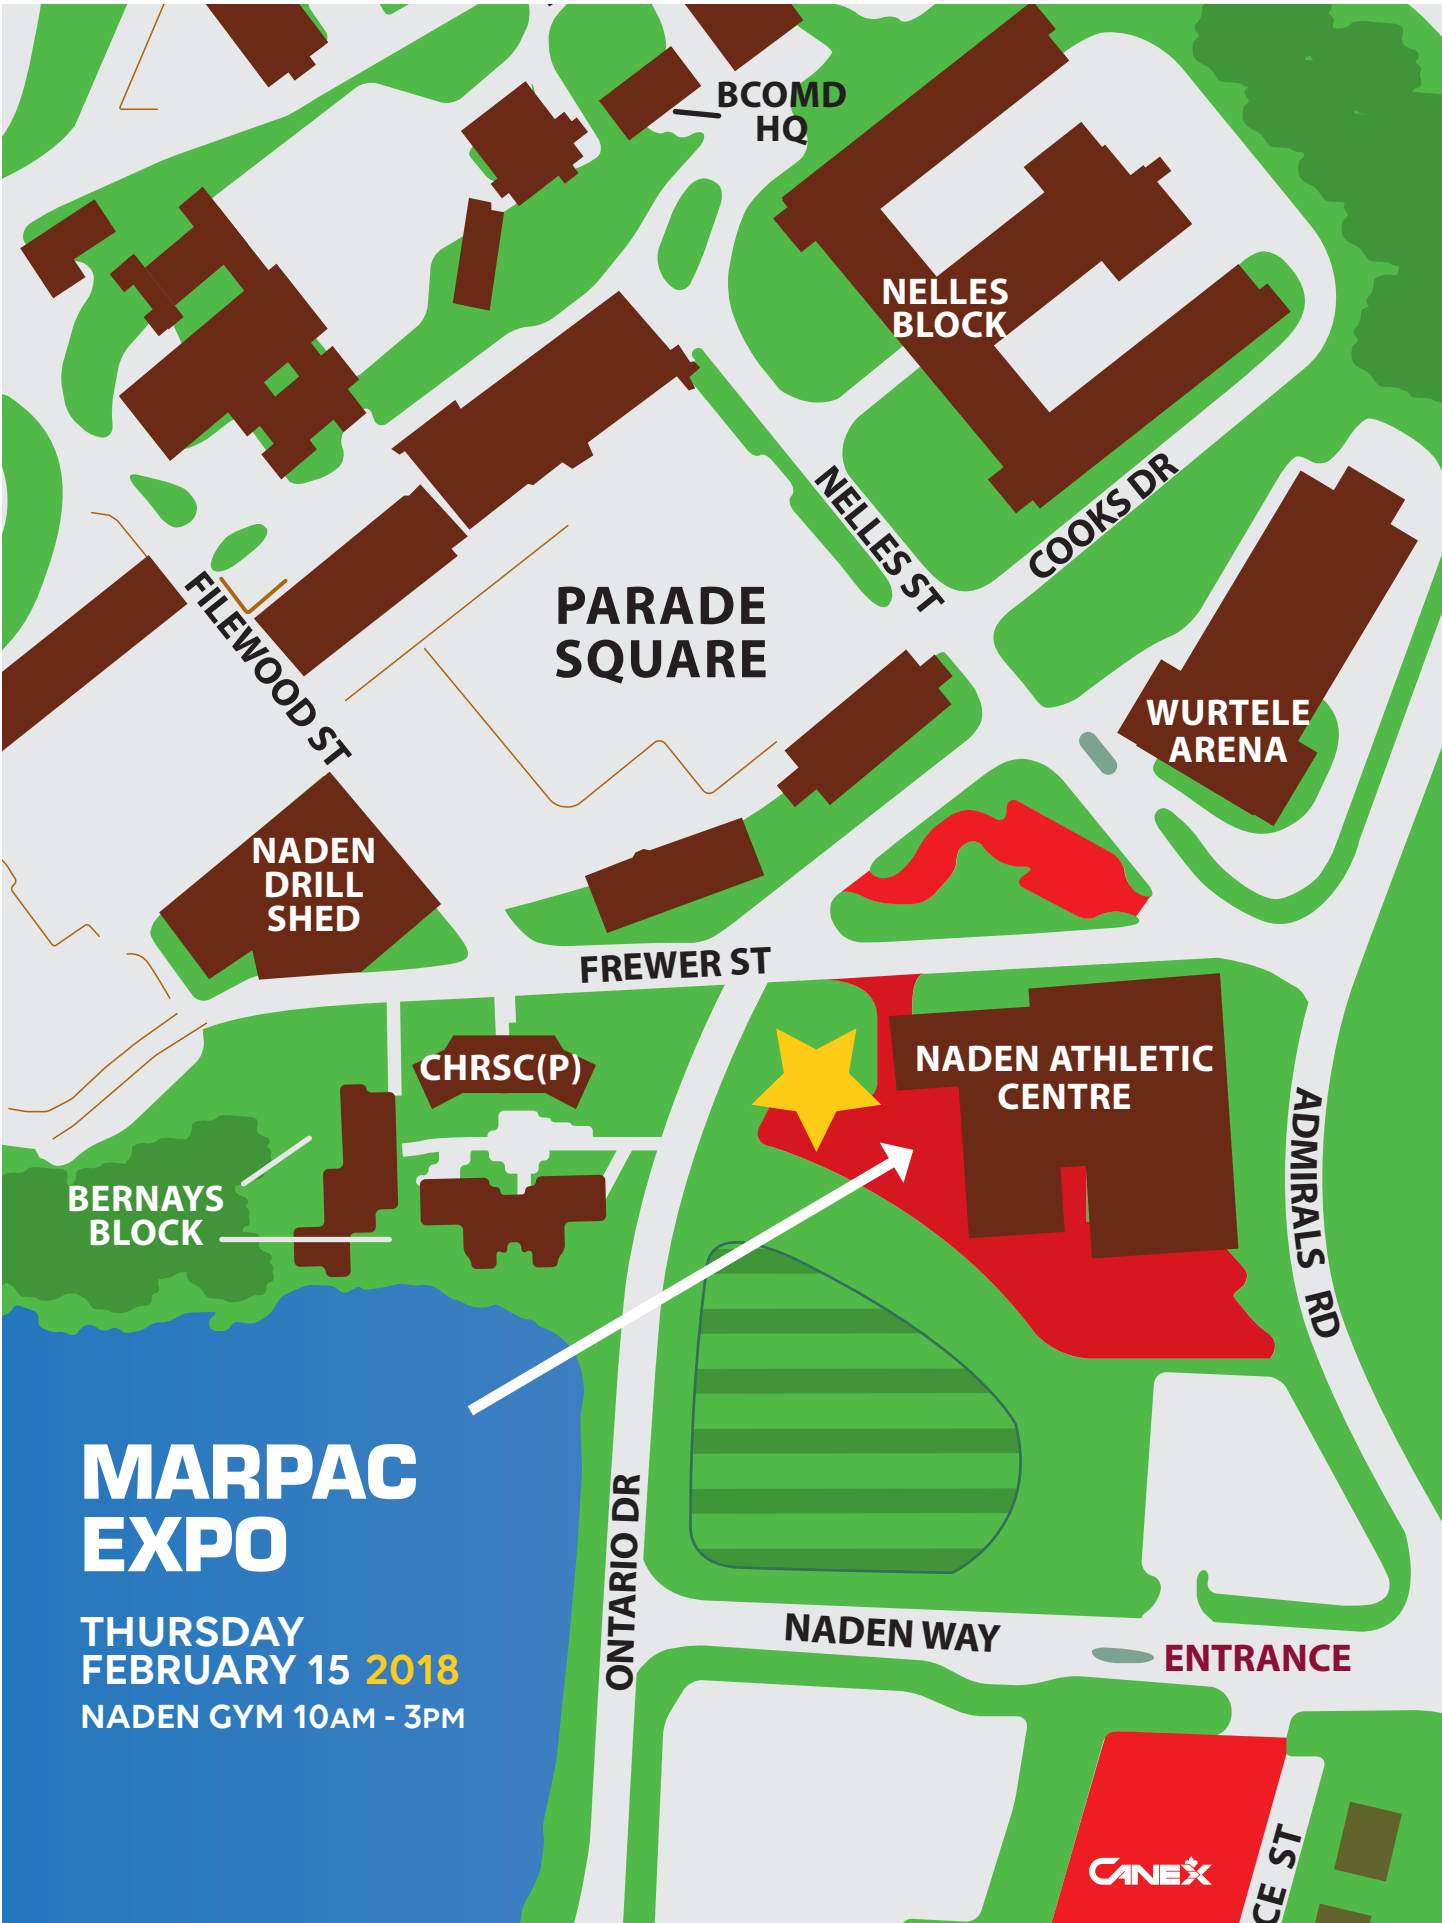 BCOMD
HQ
NELLES
BLOCK
NELLES ST
COOKS DR
PARADE
SQUARE
FILEWOOD ST
WURTELE
ARENA
NADEN
DRILL
SHED
FREWER ST
CHRSC(P)
NADEN ATHLETIC
CENTRE
ADMIRALS RD
BERNAYS
BLOCK
MARPAC
EXPO
THURSDAY
FEBRUARY 15 2018
NADEN GYM 10AM - 3PM
ONTARIO DR
NADEN WAY
ENTRANCE
CANEX
CE ST